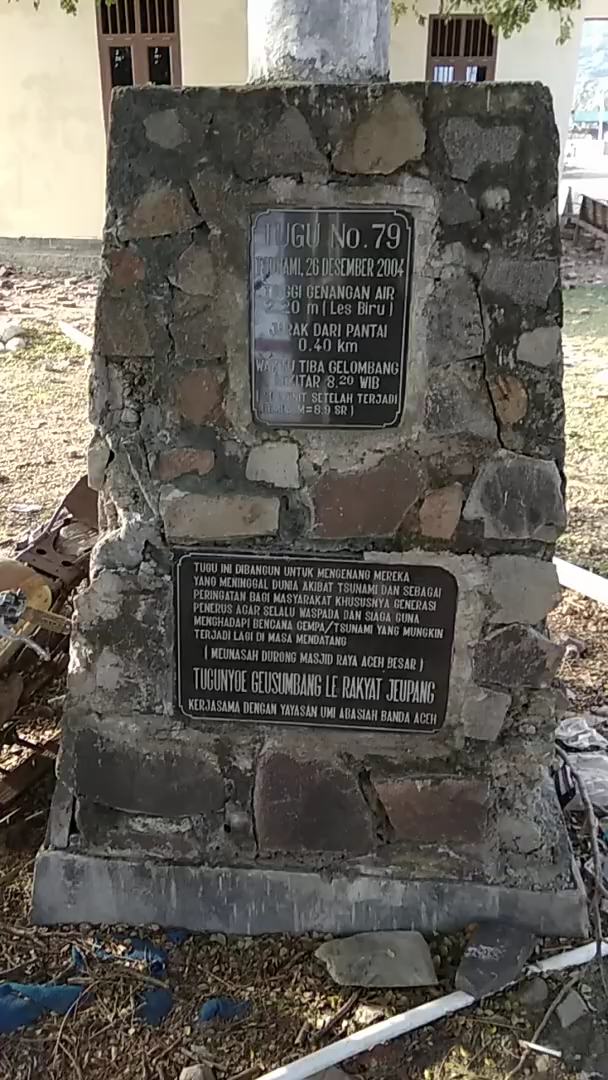 TUGU No. 79
TSUNAMI, 26 DESEMBER 2004
TINGGI GENANGAN AIR
20 m ( Les Biru )
JARAK DARI PANTAI
0.40 km
WAKTU TIBA GELOMBANG
SEKITAR 8.20 WIB
SETELAH TERJADI
M=8.9 SR )
TUGU INI DIBANGUN UNTUK MENGENANG MEREKA
YANG MENINGGAL DUNIA AKIBAT TSUNAMI DAN SEBAGAI
PERINGATAN BAGI MASYARAKAT KHUSUSNYA GENERASI
PENERUS AGAR SELALU WASPADA DAN SIAGA GUNA
MENGHADAPI BENCANA GEMPA/TSUNAMI YANG MUNGKIN
TERJADI LAGI DI MASA MENDATANG
( MEUNASAH DURONG MASJID RAYA ACEH BESAR )
TUGUNYOE GEUSUMBANG LE RAKYAT JEUPANG
KERJASAMA DENGAN YAYASAN UMI ABASIAH BANDA ACEH